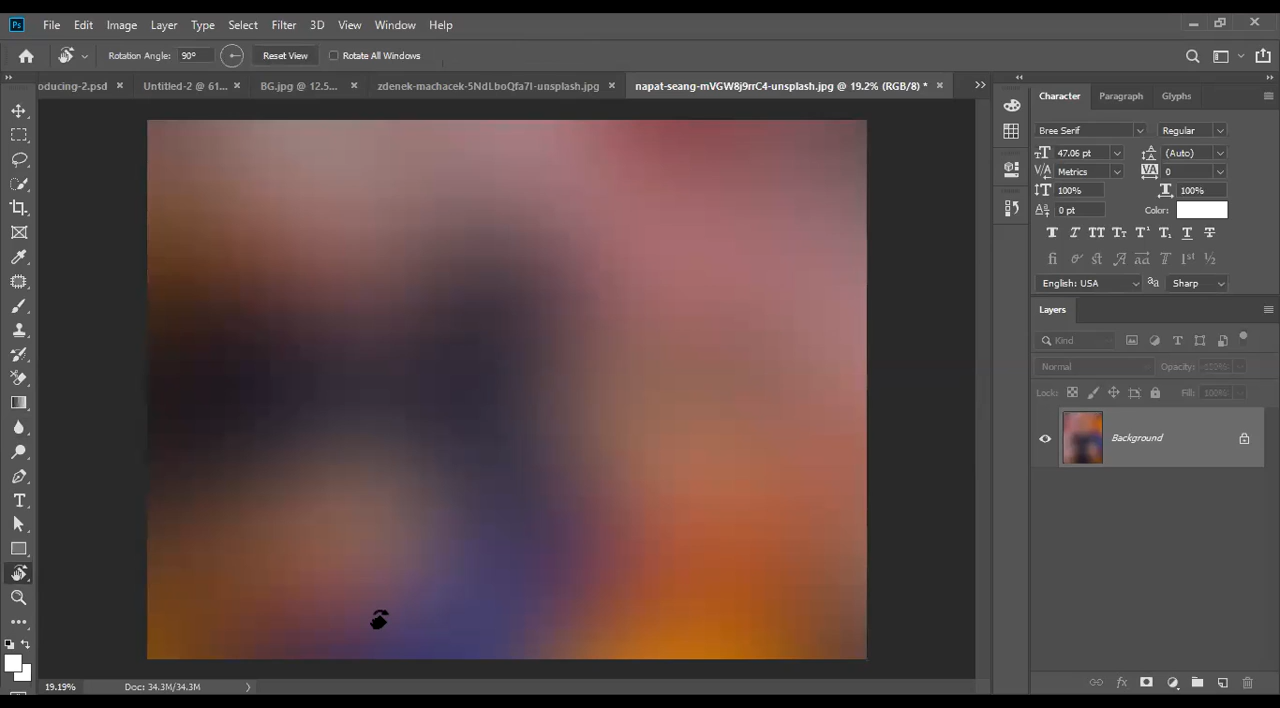 Ps File Edit Image Layer Type Select Filter 3D View Window Help
Rotation Angle: 90° Reset View Rotate All Windows
oducing-2.psd × Untitled-2 @ 61... × BG.jpg @ 12.5... × zdenek-machacek-5NdLboQfa7I-unsplash.jpg × napat-seang-mVGW8j9rrC4-unsplash.jpg @ 19.2% (RGB/8) * ×
Character Paragraph Glyphs
Bree Serif Regular
47.06 pt (Auto)
Metrics 0
100% 100%
0 pt Color:
English: USA Sharp
Layers
Kind
Normal Opacity: 100%
Lock: Fill: 100%
Background
19.19% Doc: 34.3M/34.3M